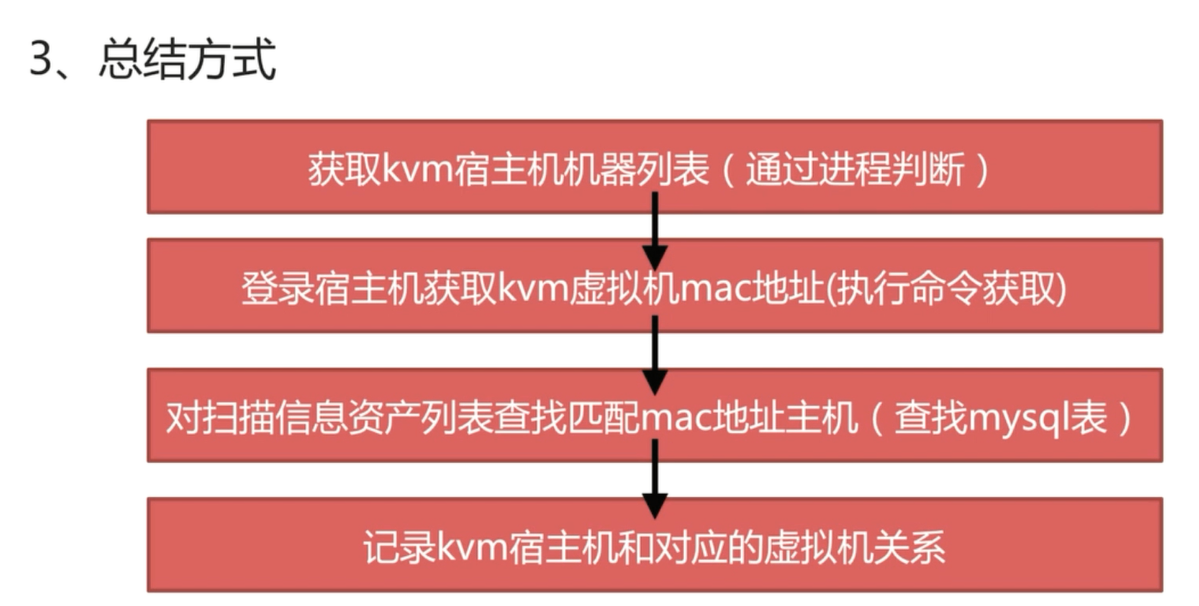 3、总结方式
获取kvm宿主机机器列表（通过进程判断）
登录宿主机获取kvm虚拟机mac地址(执行命令获取)
对扫描信息资产列表查找匹配mac地址主机（查找mysql表）
记录kvm宿主机和对应的虚拟机关系